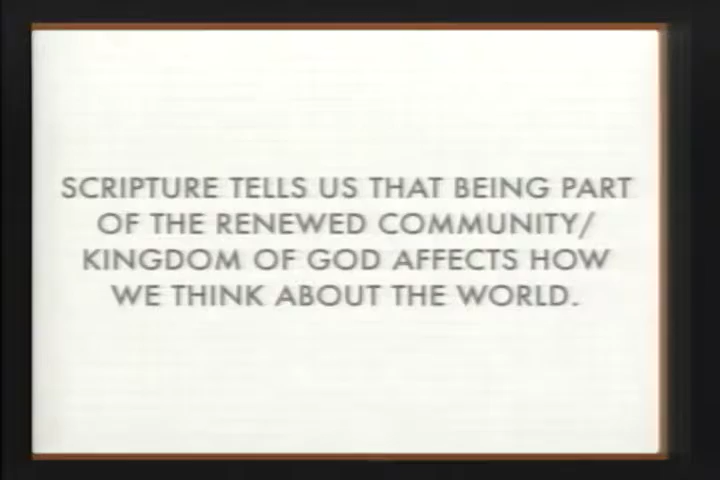 SCRIPTURE TELLS US THAT BEING PART
OF THE RENEWED COMMUNITY/
KINGDOM OF GOD AFFECTS HOW
WE THINK ABOUT THE WORLD.